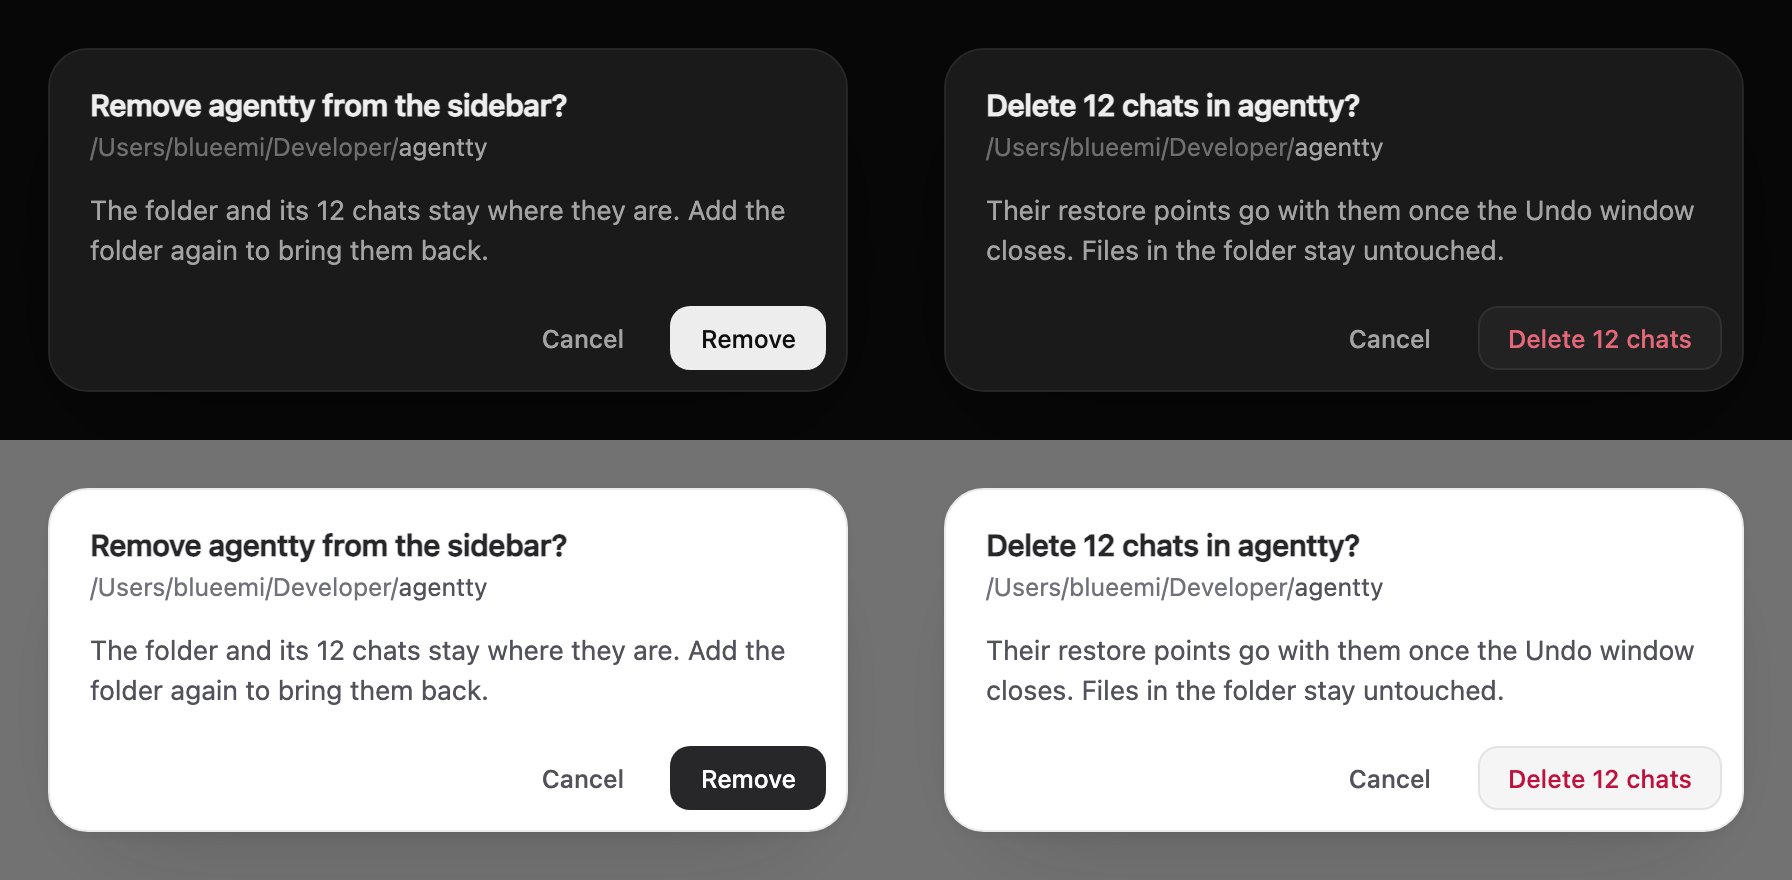 Remove agentty from the sidebar?
/Users/blueemi/Developer/agentty
The folder and its 12 chats stay where they are. Add the
folder again to bring them back.
Cancel
Remove
Delete 12 chats in agentty?
/Users/blueemi/Developer/agentty
Their restore points go with them once the Undo window
closes. Files in the folder stay untouched.
Cancel
Delete 12 chats
Remove agentty from the sidebar?
/Users/blueemi/Developer/agentty
The folder and its 12 chats stay where they are. Add the
folder again to bring them back.
Cancel
Remove
Delete 12 chats in agentty?
/Users/blueemi/Developer/agentty
Their restore points go with them once the Undo window
closes. Files in the folder stay untouched.
Cancel
Delete 12 chats